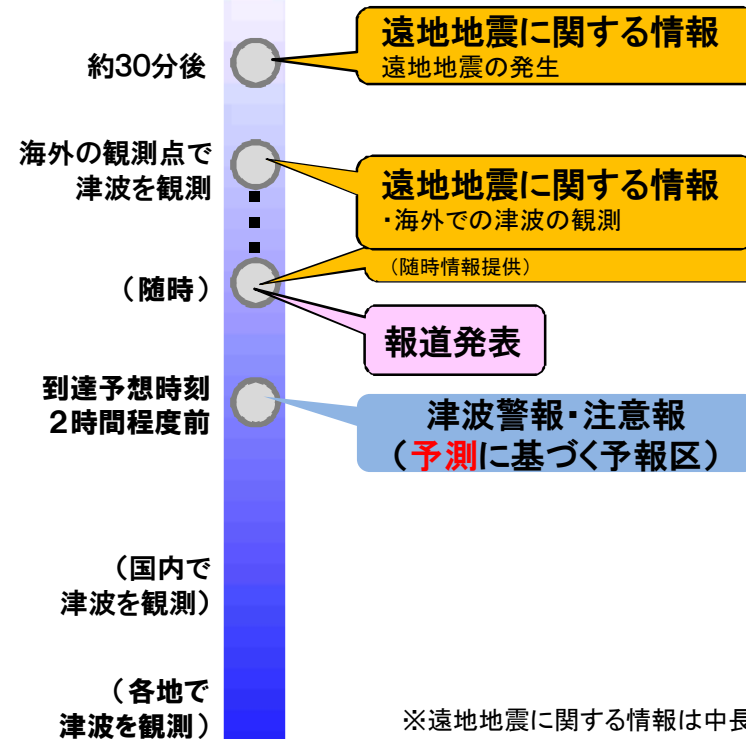 約30分後
遠地地震に関する情報
遠地地震の発生
海外の観測点で
津波を観測
遠地地震に関する情報
・海外での津波の観測
（随時情報提供）
（随時）
報道発表
到達予想時刻
２時間程度前
津波警報・注意報
（予測に基づく予報区）
（国内で
津波を観測）
（各地で
津波を観測）
※遠地地震に関する情報は中長